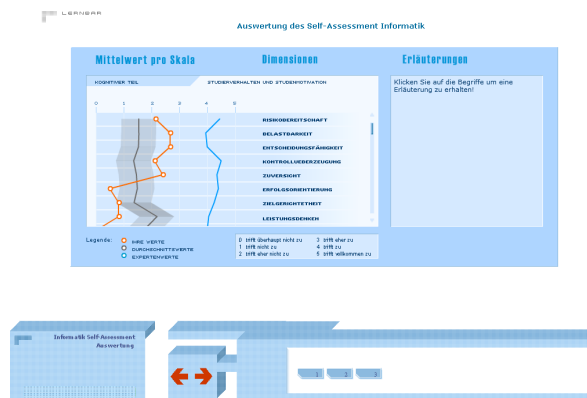 LERNBAR
Auswertung des Self-Assessment Informatik
Mittelwert pro Skala
Dimensionen
Erläuterungen
KOGNITIVER TEIL
STUDIERVERHALTEN UND STUDIENMOTIVATION
Klicken Sie auf die Begriffe um eine
Erläuterung zu erhalten!
0 1 2 3 4 5
RISIKOBEREITSCHAFT
BELASTBARKEIT
ENTSCHEIDUNGSFÄHIGKEIT
KONTROLLUEBERZEUGUNG
ZUVERSICHT
ERFOLGSORIENTIERUNG
ZIELGERICHTETHEIT
LEISTUNGSDENKEN
Legende:
IHRE WERTE
DURCHSCHNITTSWERTE
EXPERTENWERTE
0 trifft überhaupt nicht zu
1 trifft nicht zu
2 trifft eher nicht zu
3 trifft eher zu
4 trifft zu
5 trifft vollkommen zu
Informatik Self-Assessment
Auswertung
1 2 3